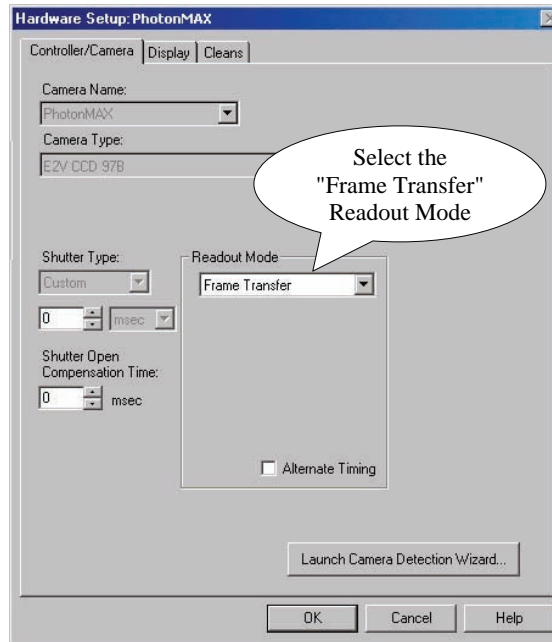 Hardware Setup: PhotonMAX
Controller/Camera Display Cleans
Camera Name:
PhotonMAX
Camera Type:
E2V CCD 97B
Select the
"Frame Transfer"
Readout Mode
Shutter Type:
Custom
0 msec
Shutter Open
Compensation Time:
0 msec
Readout Mode
Frame Transfer
Alternate Timing
Launch Camera Detection Wizard...
OK Cancel Help